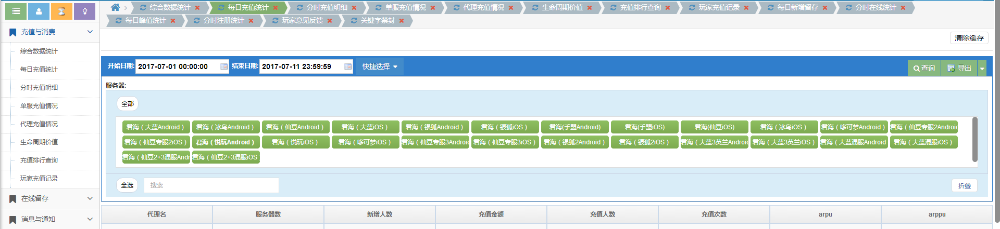 综合数据统计 每日充值统计 分时充值明细 单服充值情况 代理充值情况 生命周期价值 充值排行查询 玩家充值记录 每日新增留存 分时在线统计
每日峰值统计 分时注册统计 玩家意见反馈 关键字禁封
充值与消费
综合数据统计
每日充值统计
分时充值明细
单服充值情况
代理充值情况
生命周期价值
充值排行查询
玩家充值记录
在线留存
消息与通知
清除缓存
开始日期: 2017-07-01 00:00:00 结束日期: 2017-07-11 23:59:59 快捷选择 查询 导出
服务器:
全部
君海（大蓝Android） 君海（冰鸟Android） 君海（仙豆Android） 君海（大蓝iOS） 君海（银狐Android） 君海（银狐iOS） 君海(手盟Android) 君海(手盟iOS) 君海(仙豆iOS) 君海（冰鸟iOS） 君海（哆可梦Android） 君海（仙豆专服2Android
君海（仙豆专服2iOS） 君海（悦玩Android） 君海（悦玩iOS） 君海（哆可梦iOS） 君海（仙豆专服3Android 君海（仙豆专服3iOS） 君海（银狐2Android） 君海（银狐2iOS） 君海（大蓝3英兰Android 君海（大蓝3英兰iOS） 君海（大蓝混服Android 君海（大蓝混服iOS）
君海（仙豆2+3混服Andr 君海（仙豆2+3混服iOS
全选 搜索 折叠
代理名 服务器数 新增人数 充值金额 充值人数 充值次数 arpu arppu